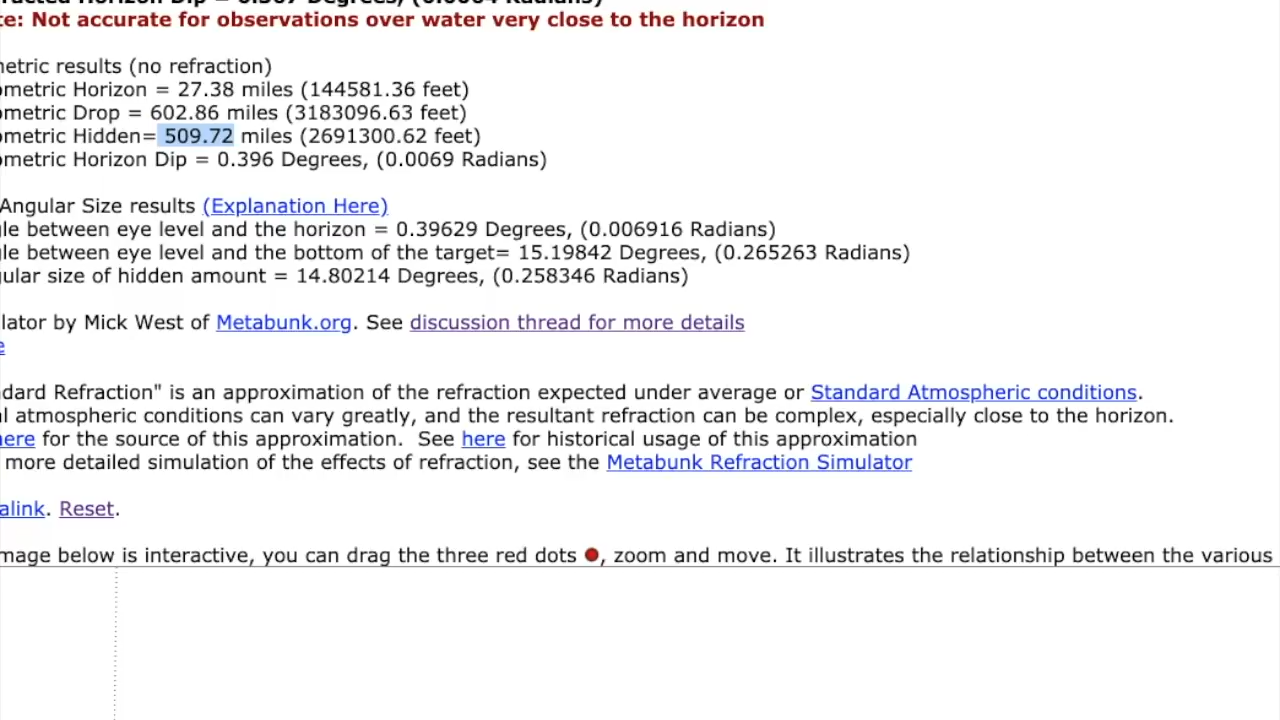 Horizon Dip = Degrees, Radians)
te: Not accurate for observations over water very close to the horizon
metric results (no refraction)
ometric Horizon = 27.38 miles (144581.36 feet)
ometric Drop = 602.86 miles (3183096.63 feet)
ometric Hidden= 509.72 miles (2691300.62 feet)
ometric Horizon Dip = 0.396 Degrees, (0.0069 Radians)
Angular Size results (Explanation Here)
gle between eye level and the horizon = 0.39629 Degrees, (0.006916 Radians)
gle between eye level and the bottom of the target= 15.19842 Degrees, (0.265263 Radians)
gular size of hidden amount = 14.80214 Degrees, (0.258346 Radians)
lator by Mick West of Metabunk.org. See discussion thread for more details
e
dard Refraction" is an approximation of the refraction expected under average or Standard Atmospheric conditions.
l atmospheric conditions can vary greatly, and the resultant refraction can be complex, especially close to the horizon.
here for the source of this approximation. See here for historical usage of this approximation
more detailed simulation of the effects of refraction, see the Metabunk Refraction Simulator
alink. Reset.
mage below is interactive, you can drag the three red dots , zoom and move. It illustrates the relationship between the various